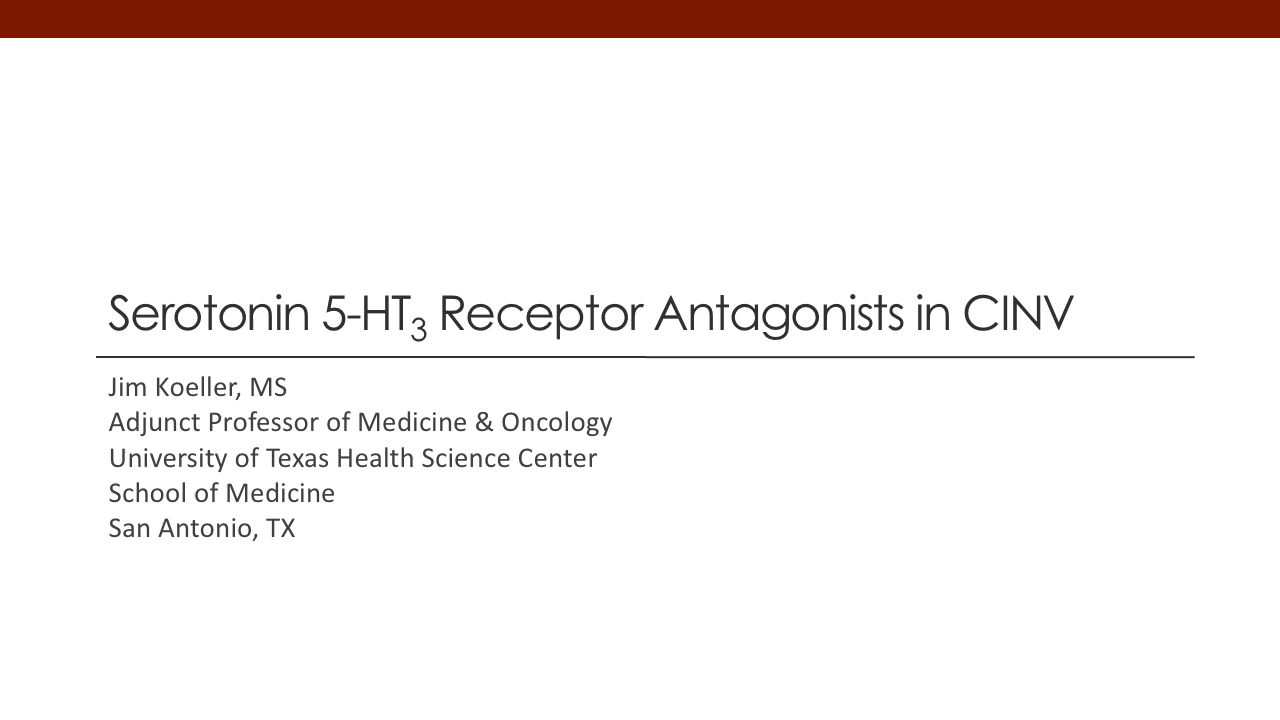 Serotonin 5-HT₃ Receptor Antagonists in CINV
Jim Koeller, MS
Adjunct Professor of Medicine & Oncology
University of Texas Health Science Center
School of Medicine
San Antonio, TX